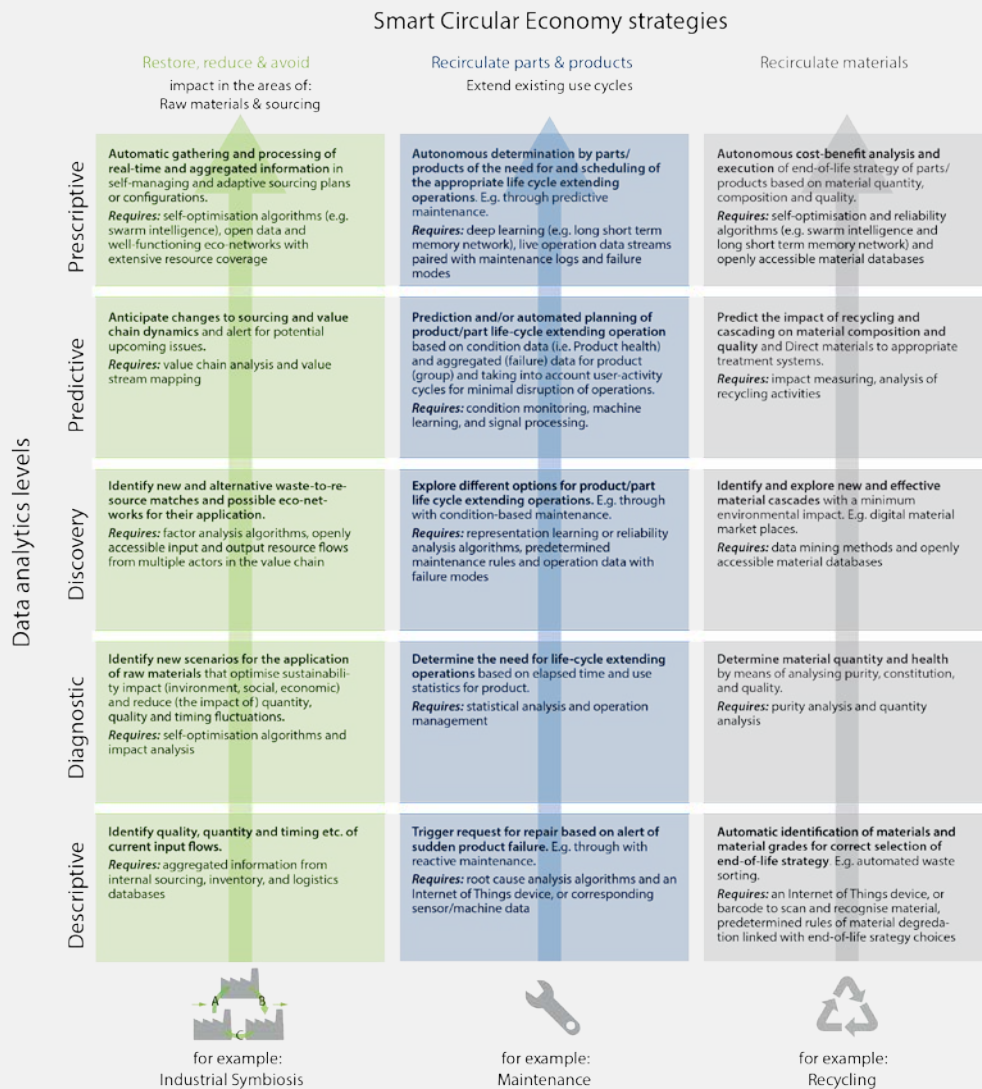 Smart Circular Economy strategies
Restore, reduce & avoid
impact in the areas of:
Raw materials & sourcing
Recirculate parts & products
Extend existing use cycles
Recirculate materials
Data analytics levels
Prescriptive
Automatic gathering and processing of
real-time and aggregated information in
self-managing and adaptive sourcing plans
or configurations.
Requires: self-optimisation algorithms (e.g.
swarm intelligence), open data and
well-functioning eco-networks with
extensive resource coverage
Autonomous determination by parts/
products of the need for and scheduling of
the appropriate life cycle extending
operations. E.g. through predictive
maintenance.
Requires: deep learning (e.g. long short term
memory network), live operation data streams
paired with maintenance logs and failure
modes
Autonomous cost-benefit analysis and
execution of end-of-life strategy of parts/
products based on material quantity,
composition and quality.
Requires: self-optimisation and reliability
algorithms (e.g. swarm intelligence and
long short term memory network) and
openly accessible material databases
Predictive
Anticipate changes to sourcing and value
chain dynamics and alert for potential
upcoming issues.
Requires: value chain analysis and value
stream mapping
Prediction and/or automated planning of
product/part life-cycle extending operation
based on condition data (i.e. Product health)
and aggregated (failure) data for product
(group) and taking into account user-activity
cycles for minimal disruption of operations.
Requires: condition monitoring, machine
learning, and signal processing.
Predict the impact of recycling and
cascading on material composition and
quality and Direct materials to appropriate
treatment systems.
Requires: impact measuring, analysis of
recycling activities
Discovery
Identify new and alternative waste-to-re-
source matches and possible eco-net-
works for their application.
Requires: factor analysis algorithms, openly
accessible input and output resource flows
from multiple actors in the value chain
Explore different options for product/part
life cycle extending operations. E.g. through
with condition-based maintenance.
Requires: representation learning or reliability
analysis algorithms, predetermined
maintenance rules and operation data with
failure modes
Identify and explore new and effective
material cascades with a minimum
environmental impact. E.g. digital material
market places.
Requires: data mining methods and openly
accessible material databases
Diagnostic
Identify new scenarios for the application
of raw materials that optimise sustainabi-
lity impact (invironment, social, economic)
and reduce (the impact of) quantity,
quality and timing fluctuations.
Requires: self-optimisation algorithms and
impact analysis
Determine the need for life-cycle extending
operations based on elapsed time and use
statistics for product.
Requires: statistical analysis and operation
management
Determine material quantity and health
by means of analysing purity, constitution,
and quality.
Requires: purity analysis and quantity
analysis
Descriptive
Identify quality, quantity and timing etc. of
current input flows.
Requires: aggregated information from
internal sourcing, inventory, and logistics
databases
Trigger request for repair based on alert of
sudden product failure. E.g. through with
reactive maintenance.
Requires: root cause analysis algorithms and an
Internet of Things device, or corresponding
sensor/machine data
Automatic identification of materials and
material grades for correct selection of
end-of-life strategy. E.g. automated waste
sorting.
Requires: an Internet of Things device, or
barcode to scan and recognise material,
predetermined rules of material degreda-
tion linked with end-of-life srategy choices
A
B
C
for example:
Industrial Symbiosis
for example:
Maintenance
for example:
Recycling